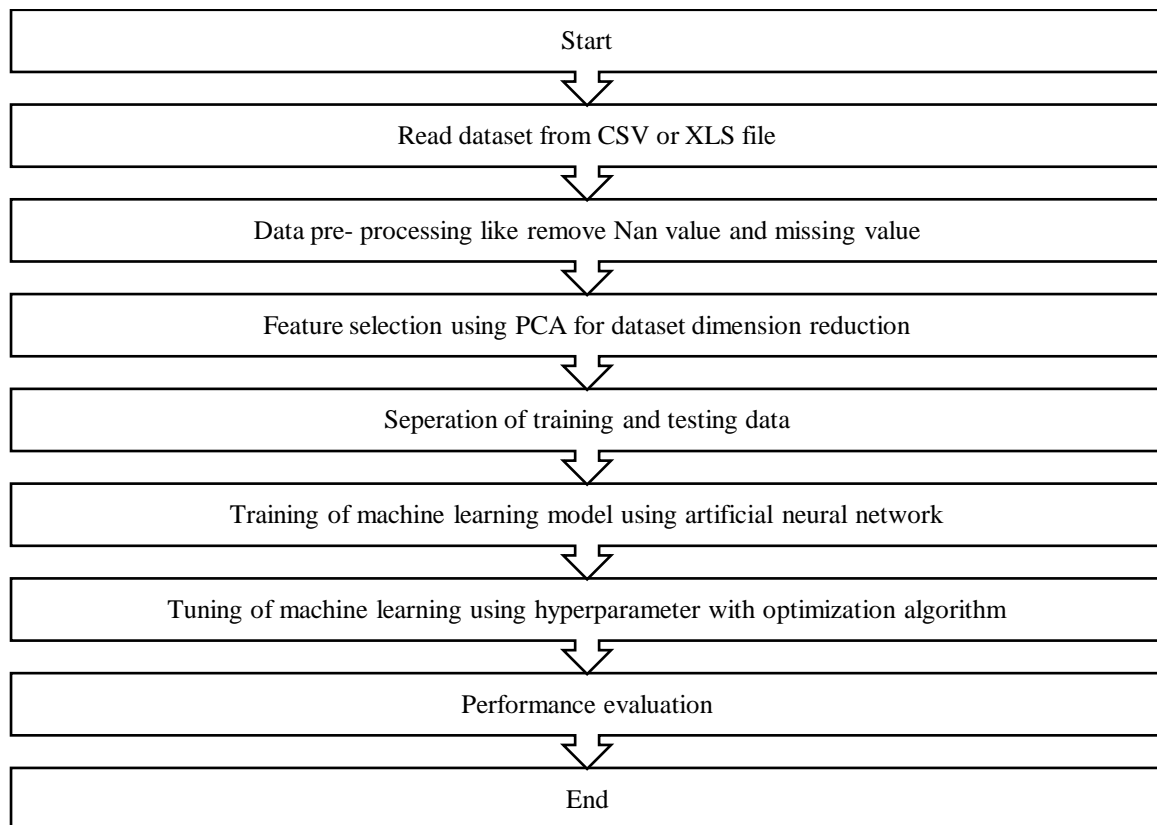 Start
Read dataset from CSV or XLS file
Data pre- processing like remove Nan value and missing value
Feature selection using PCA for dataset dimension reduction
Seperation of training and testing data
Training of machine learning model using artificial neural network
Tuning of machine learning using hyperparameter with optimization algorithm
Performance evaluation
End